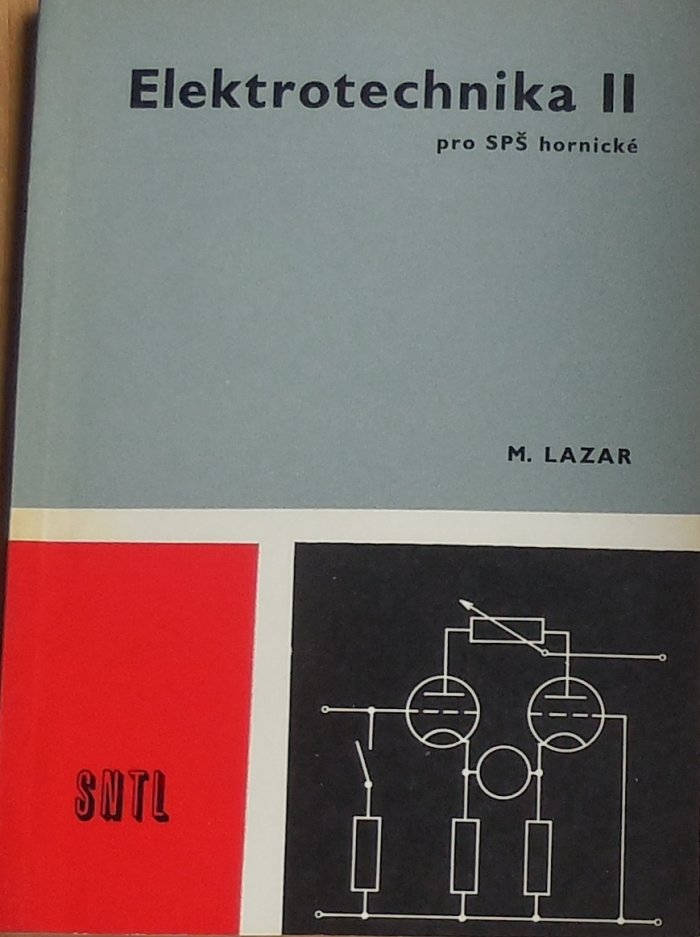 Elektrotechnika II
pro SPŠ hornické
M. LAZAR
SNTL